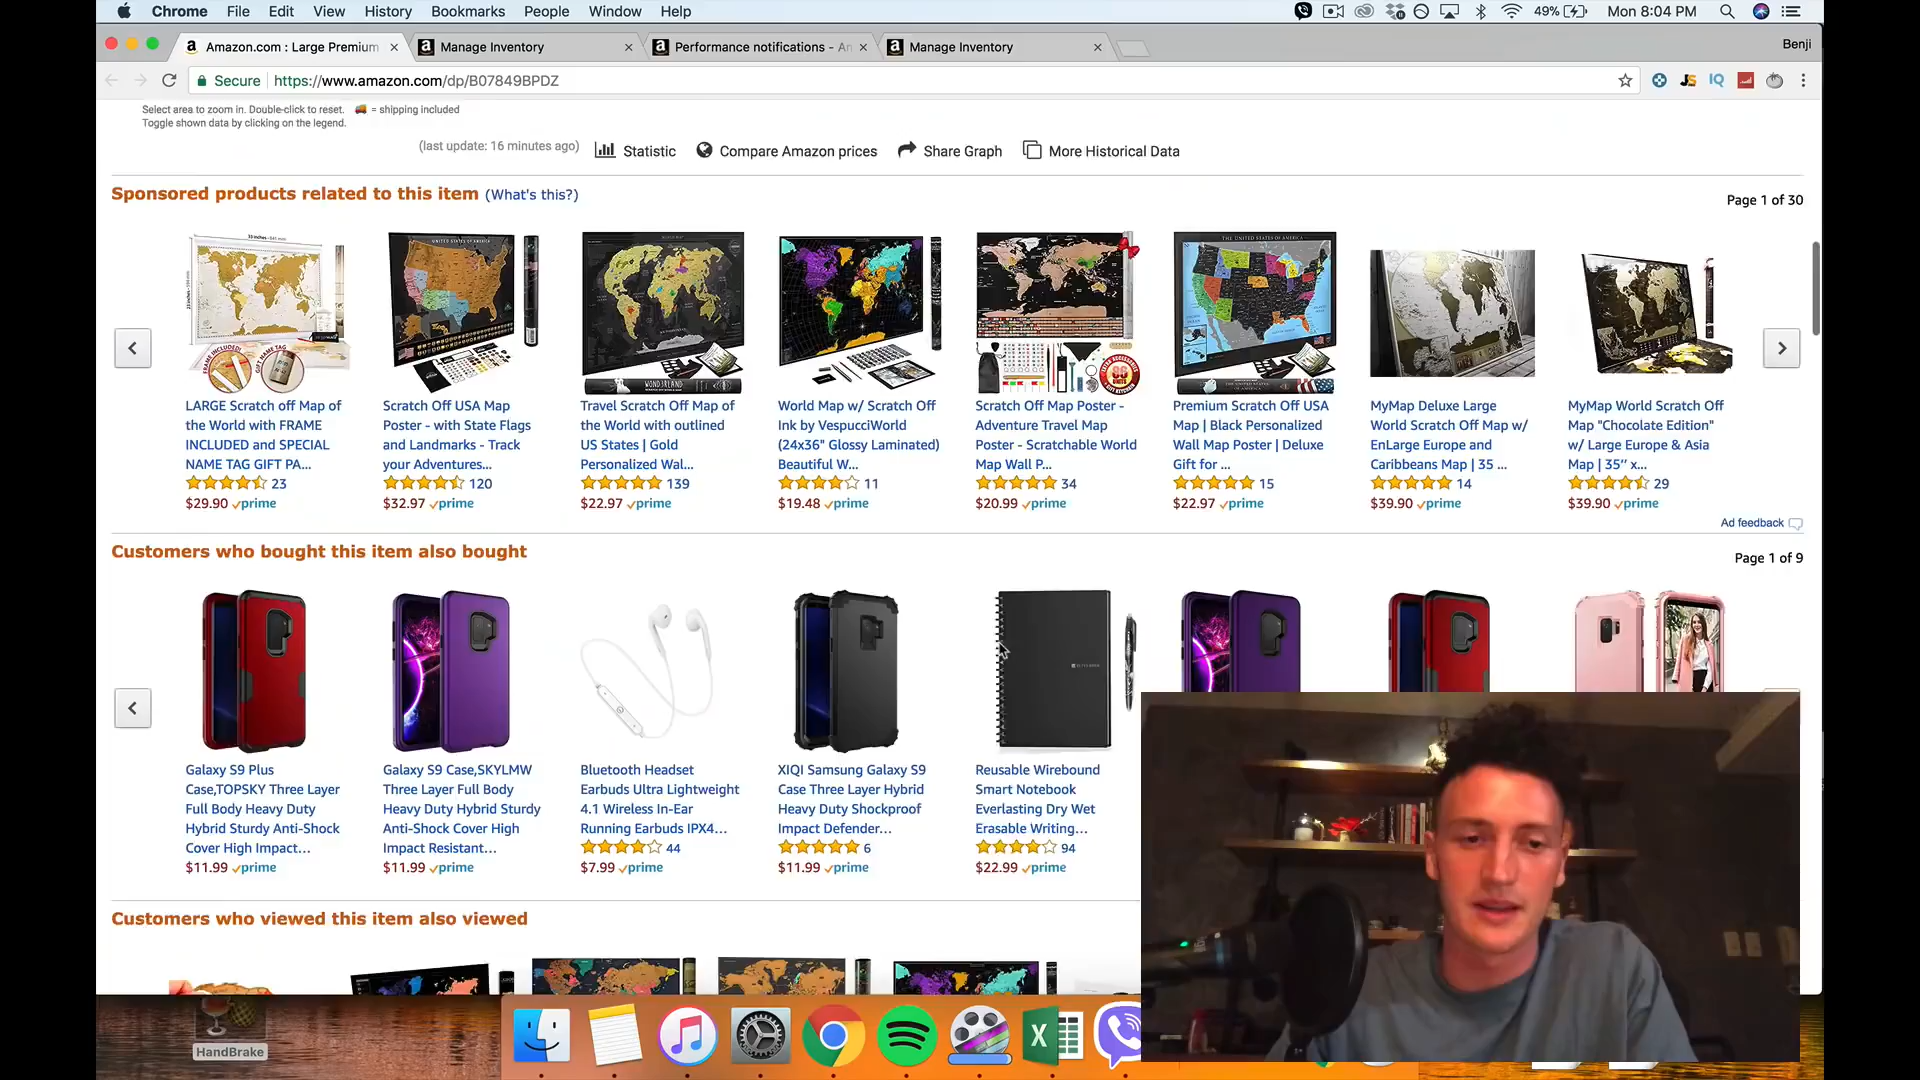 Chrome File Edit View History Bookmarks People Window Help 49% Mon 8:04 PM
Amazon.com : Large Premium Manage Inventory Performance notifications - Manage Inventory Benji
Secure https://www.amazon.com/dp/B07849BPDZ
Select area to zoom in. Double-click to reset. = shipping included
Toggle shown data by clicking on the legend.
(last update: 16 minutes ago) Statistic Compare Amazon prices Share Graph More Historical Data
Sponsored products related to this item (What's this?)
Page 1 of 30
LARGE Scratch off Map of
the World with FRAME
INCLUDED and SPECIAL
NAME TAG GIFT PA...
23
$29.90 prime
Scratch Off USA Map
Poster - with State Flags
and Landmarks - Track
your Adventures...
120
$32.97 prime
Travel Scratch Off Map of
the World with outlined
US States | Gold
Personalized Wal...
139
$22.97 prime
World Map w/ Scratch Off
Ink by VespucciWorld
(24x36" Glossy Laminated)
Beautiful W...
11
$19.48 prime
Scratch Off Map Poster -
Adventure Travel Map
Poster - Scratchable World
Map Wall P...
34
$20.99 prime
Premium Scratch Off USA
Map | Black Personalized
Wall Map Poster | Deluxe
Gift for ...
15
$22.97 prime
MyMap Deluxe Large
World Scratch Off Map w/
EnLarge Europe and
Caribbeans Map | 35 ...
14
$39.90 prime
MyMap World Scratch Off
Map "Chocolate Edition"
w/ Large Europe & Asia
Map | 35″ x...
29
$39.90 prime
Ad feedback
Customers who bought this item also bought
Page 1 of 9
Galaxy S9 Plus
Case,TOPSKY Three Layer
Full Body Heavy Duty
Hybrid Sturdy Anti-Shock
Cover High Impact...
$11.99 prime
Galaxy S9 Case,SKYLMW
Three Layer Full Body
Heavy Duty Hybrid Sturdy
Anti-Shock Cover High
Impact Resistant...
$11.99 prime
Bluetooth Headset
Earbuds Ultra Lightweight
4.1 Wireless In-Ear
Running Earbuds IPX4...
44
$7.99 prime
XIQI Samsung Galaxy S9
Case Three Layer Hybrid
Heavy Duty Shockproof
Impact Defender...
6
$11.99 prime
Reusable Wirebound
Smart Notebook
Everlasting Dry Wet
Erasable Writing...
94
$22.99 prime
Customers who viewed this item also viewed
HandBrake